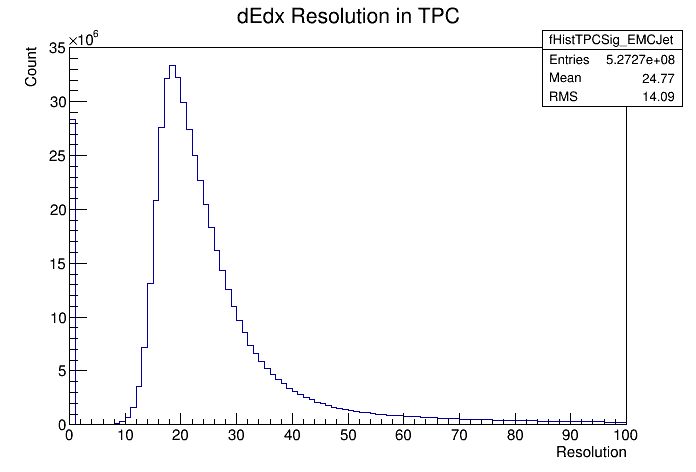 dEdx Resolution in TPC
fHistTPCSig_EMCJet
Entries 5.2727e+08
Mean 24.77
RMS 14.09
×10⁶
Count
35
30
25
20
15
10
5
0
0 10 20 30 40 50 60 70 80 90 100
Resolution